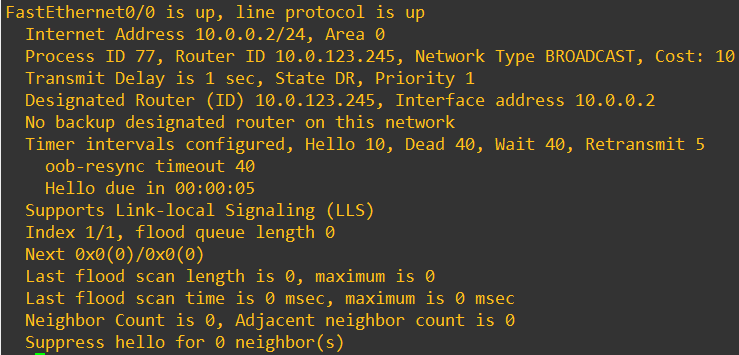 FastEthernet0/0 is up, line protocol is up
Internet Address 10.0.0.2/24, Area 0
Process ID 77, Router ID 10.0.123.245, Network Type BROADCAST, Cost: 10
Transmit Delay is 1 sec, State DR, Priority 1
Designated Router (ID) 10.0.123.245, Interface address 10.0.0.2
No backup designated router on this network
Timer intervals configured, Hello 10, Dead 40, Wait 40, Retransmit 5
oob-resync timeout 40
Hello due in 00:00:05
Supports Link-local Signaling (LLS)
Index 1/1, flood queue length 0
Next 0x0(0)/0x0(0)
Last flood scan length is 0, maximum is 0
Last flood scan time is 0 msec, maximum is 0 msec
Neighbor Count is 0, Adjacent neighbor count is 0
Suppress hello for 0 neighbor(s)